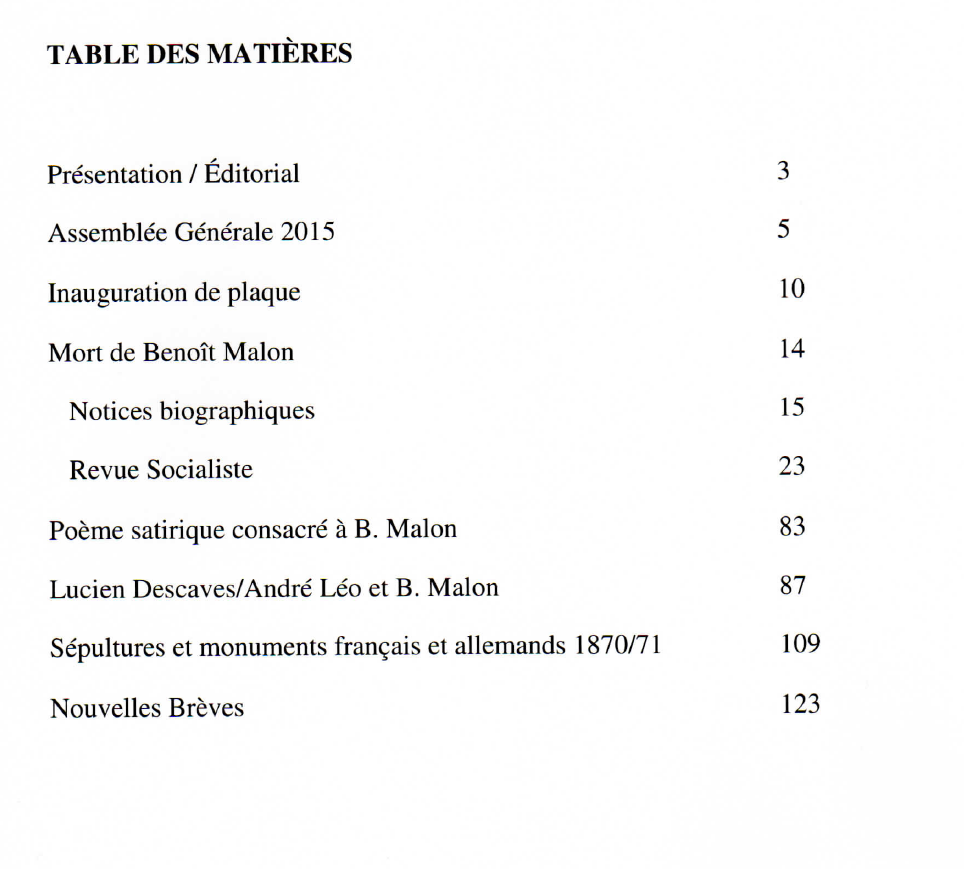 TABLE DES MATIÈRES
Présentation / Éditorial 3
Assemblée Générale 2015 5
Inauguration de plaque 10
Mort de Benoît Malon 14
Notices biographiques 15
Revue Socialiste 23
Poème satirique consacré à B. Malon 83
Lucien Descaves/André Léo et B. Malon 87
Sépultures et monuments français et allemands 1870/71 109
Nouvelles Brèves 123